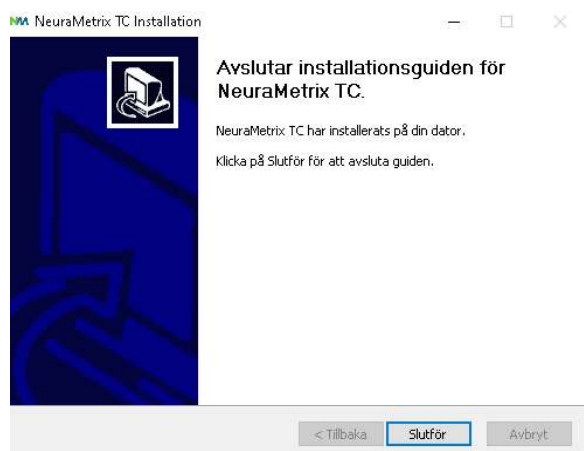 NM NeuraMetrix TC Installation
Avslutar installationsguiden för
NeuraMetrix TC.
NeuraMetrix TC har installerats på din dator.
Klicka på Slutför för att avsluta guiden.
< Tillbaka Slutför Avbryt